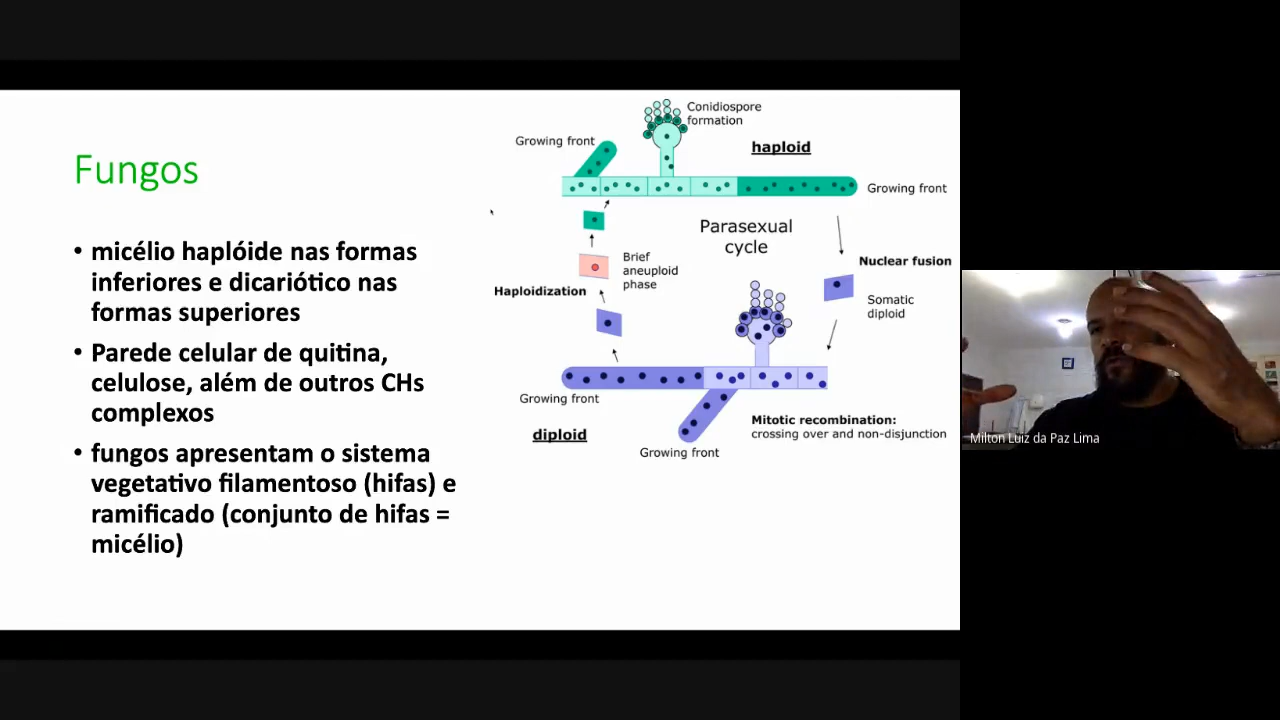 Fungos
• micélio haplóide nas formas
inferiores e dicariótico nas
formas superiores
• Parede celular de quitina,
celulose, além de outros CHs
complexos
• fungos apresentam o sistema
vegetativo filamentoso (hifas) e
ramificado (conjunto de hifas =
micélio)
Conidiospore
formation
Growing front
haploid
Growing front
Parasexual
cycle
Nuclear fusion
Brief
aneuploid
phase
Haploidization
Somatic
diploid
Growing front
Mitotic recombination:
crossing over and non-disjunction
diploid
Growing front
Milton Luiz da Paz Lima